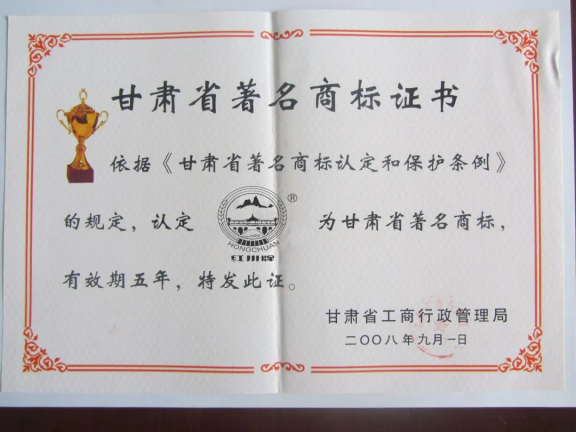 甘肃省著名商标证书
依据《甘肃省著名商标认定和保护条例》
的规定，认定 ® 为甘肃省著名商标，
HONGCHUAN
红川牌
有效期五年，特发此证。
甘肃省工商行政管理局
二〇〇八年九月一日